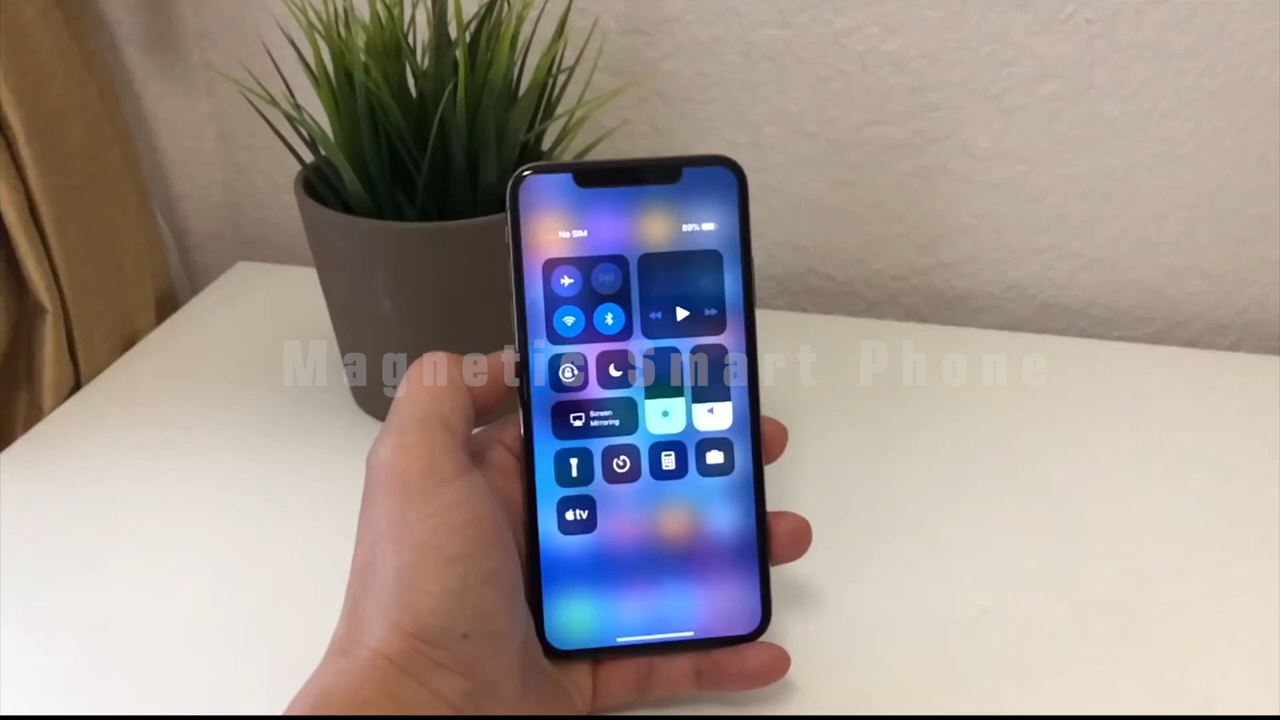 No SIM
89%
Magnetic Smart Phone
Screen
Mirroring
tv